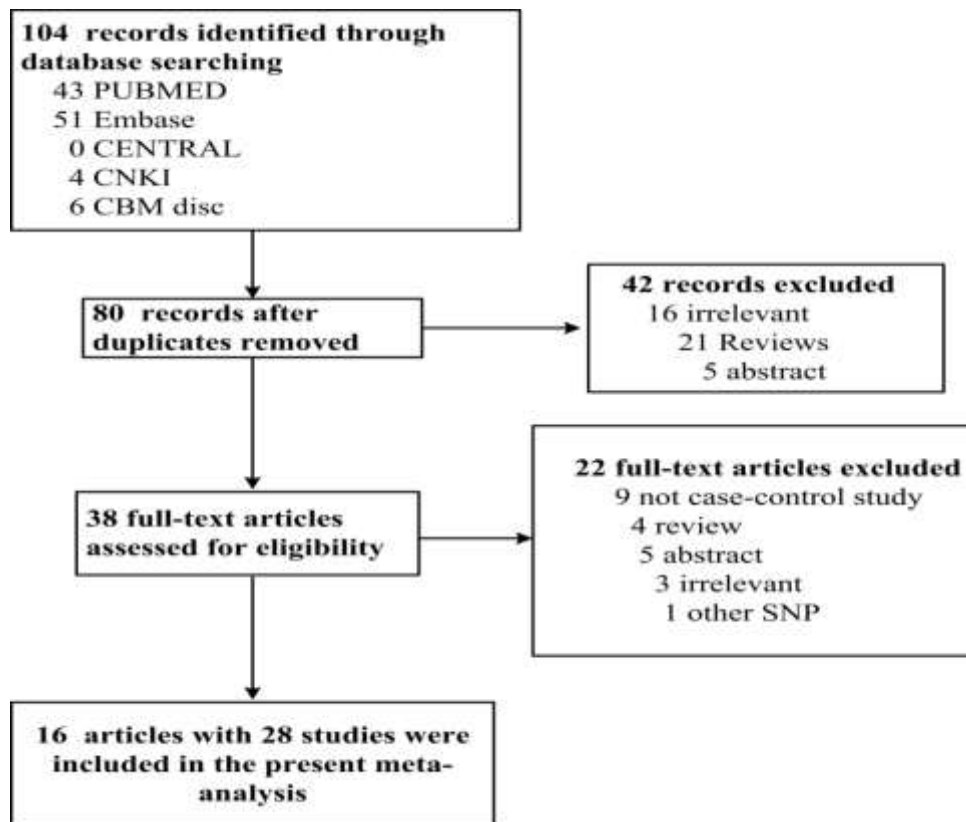 104 records identified through
database searching
43 PUBMED
51 Embase
0 CENTRAL
4 CNKI
6 CBM disc
80 records after
duplicates removed
42 records excluded
16 irrelevant
21 Reviews
5 abstract
38 full-text articles
assessed for eligibility
22 full-text articles excluded
9 not case-control study
4 review
5 abstract
3 irrelevant
1 other SNP
16 articles with 28 studies were
included in the present meta-
analysis